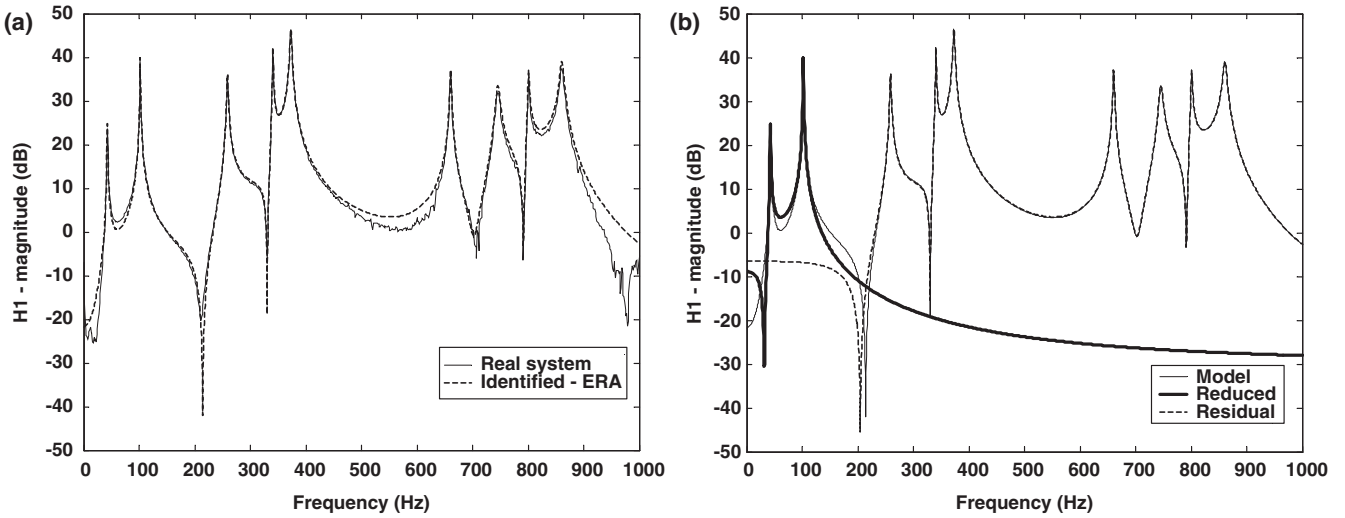 (a)
50
40
30
20
10
0
-10
-20
-30
-40
-50
H1 - magnitude (dB)
0 100 200 300 400 500 600 700 800 900 1000
Frequency (Hz)
Real system
Identified - ERA
(b)
50
40
30
20
10
0
-10
-20
-30
-40
-50
H1 - magnitude (dB)
0 100 200 300 400 500 600 700 800 900 1000
Frequency (Hz)
Model
Reduced
Residual